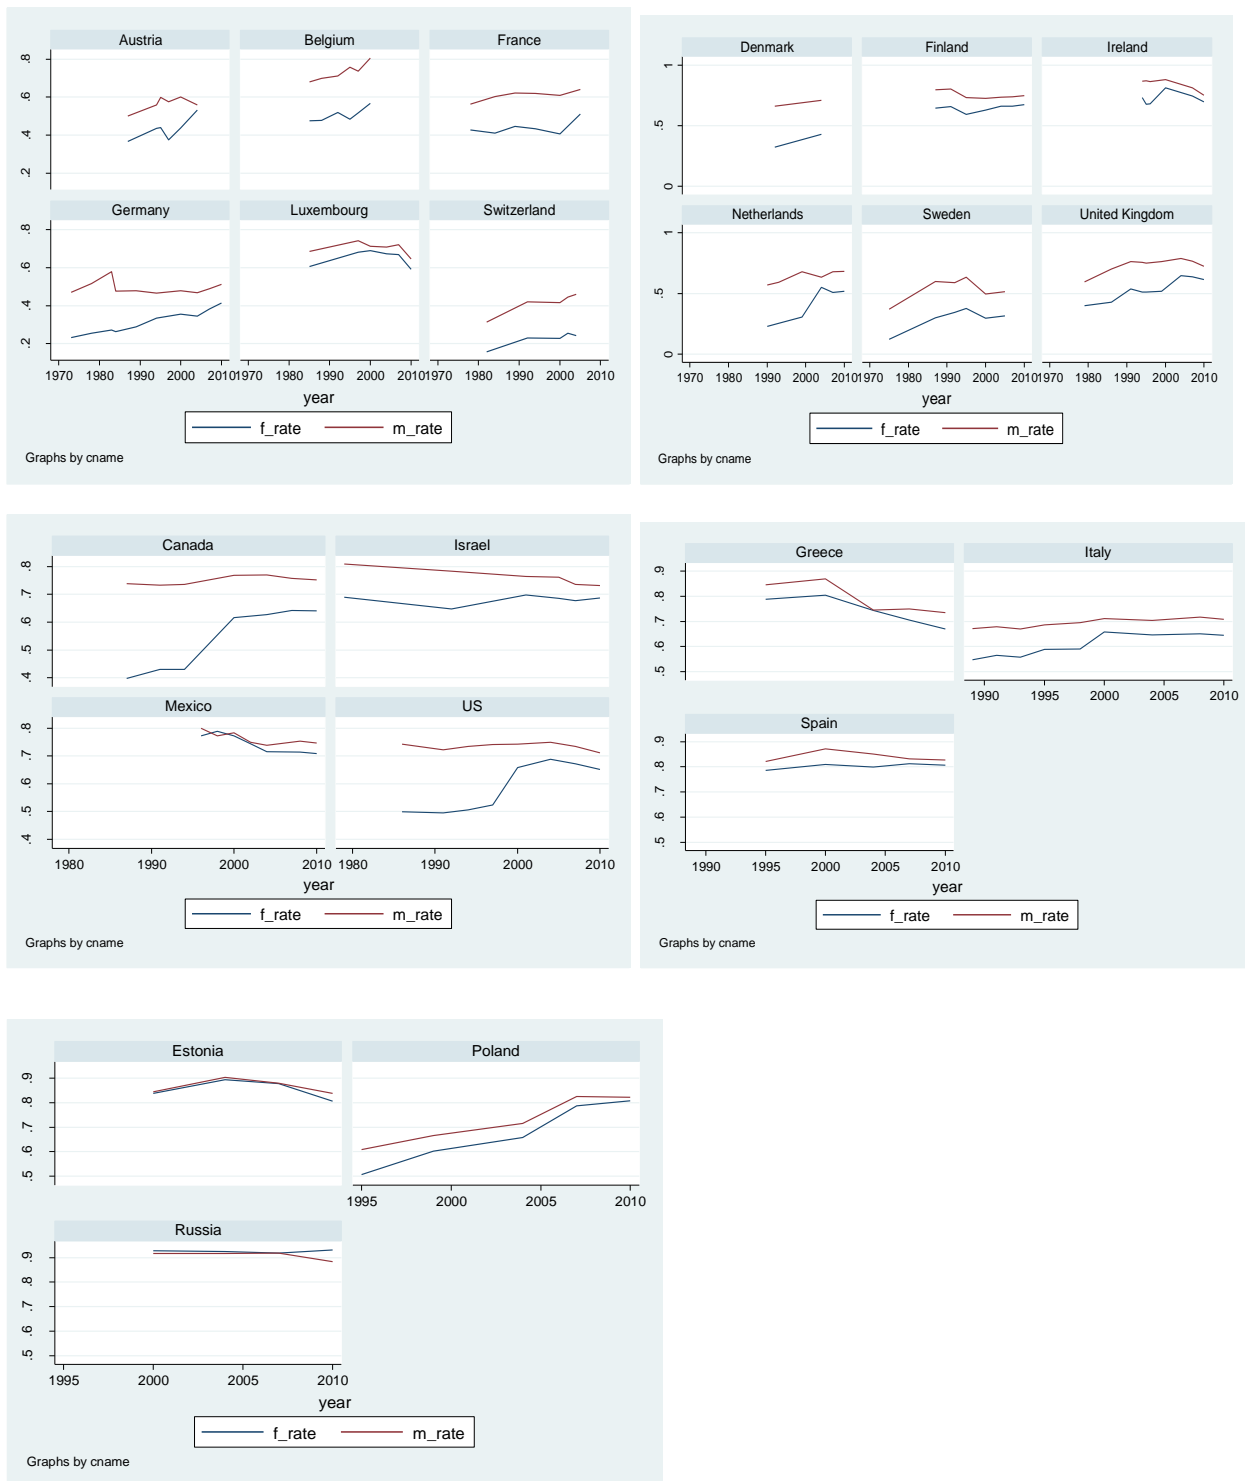 Austria Belgium France
.8
.6
.4
.2
Germany Luxembourg Switzerland
.8
.6
.4
.2
1970 1980 1990 2000 2010 1970 1980 1990 2000 2010 1970 1980 1990 2000 2010
year
f_rate m_rate
Graphs by cname
Denmark Finland Ireland
1
.5
0
Netherlands Sweden United Kingdom
1
.5
0
1970 1980 1990 2000 2010 1970 1980 1990 2000 2010 1970 1980 1990 2000 2010
year
f_rate m_rate
Graphs by cname
Canada Israel
.8
.7
.6
.5
.4
Mexico US
.8
.7
.6
.5
.4
1980 1990 2000 2010 1980 1990 2000 2010
year
f_rate m_rate
Graphs by cname
Greece Italy
.9
.8
.7
.6
.5
1990 1995 2000 2005 2010
Spain
.9
.8
.7
.6
.5
1990 1995 2000 2005 2010
year
f_rate m_rate
Graphs by cname
Estonia Poland
.9
.8
.7
.6
.5
1995 2000 2005 2010
Russia
.9
.8
.7
.6
.5
1995 2000 2005 2010
year
f_rate m_rate
Graphs by cname